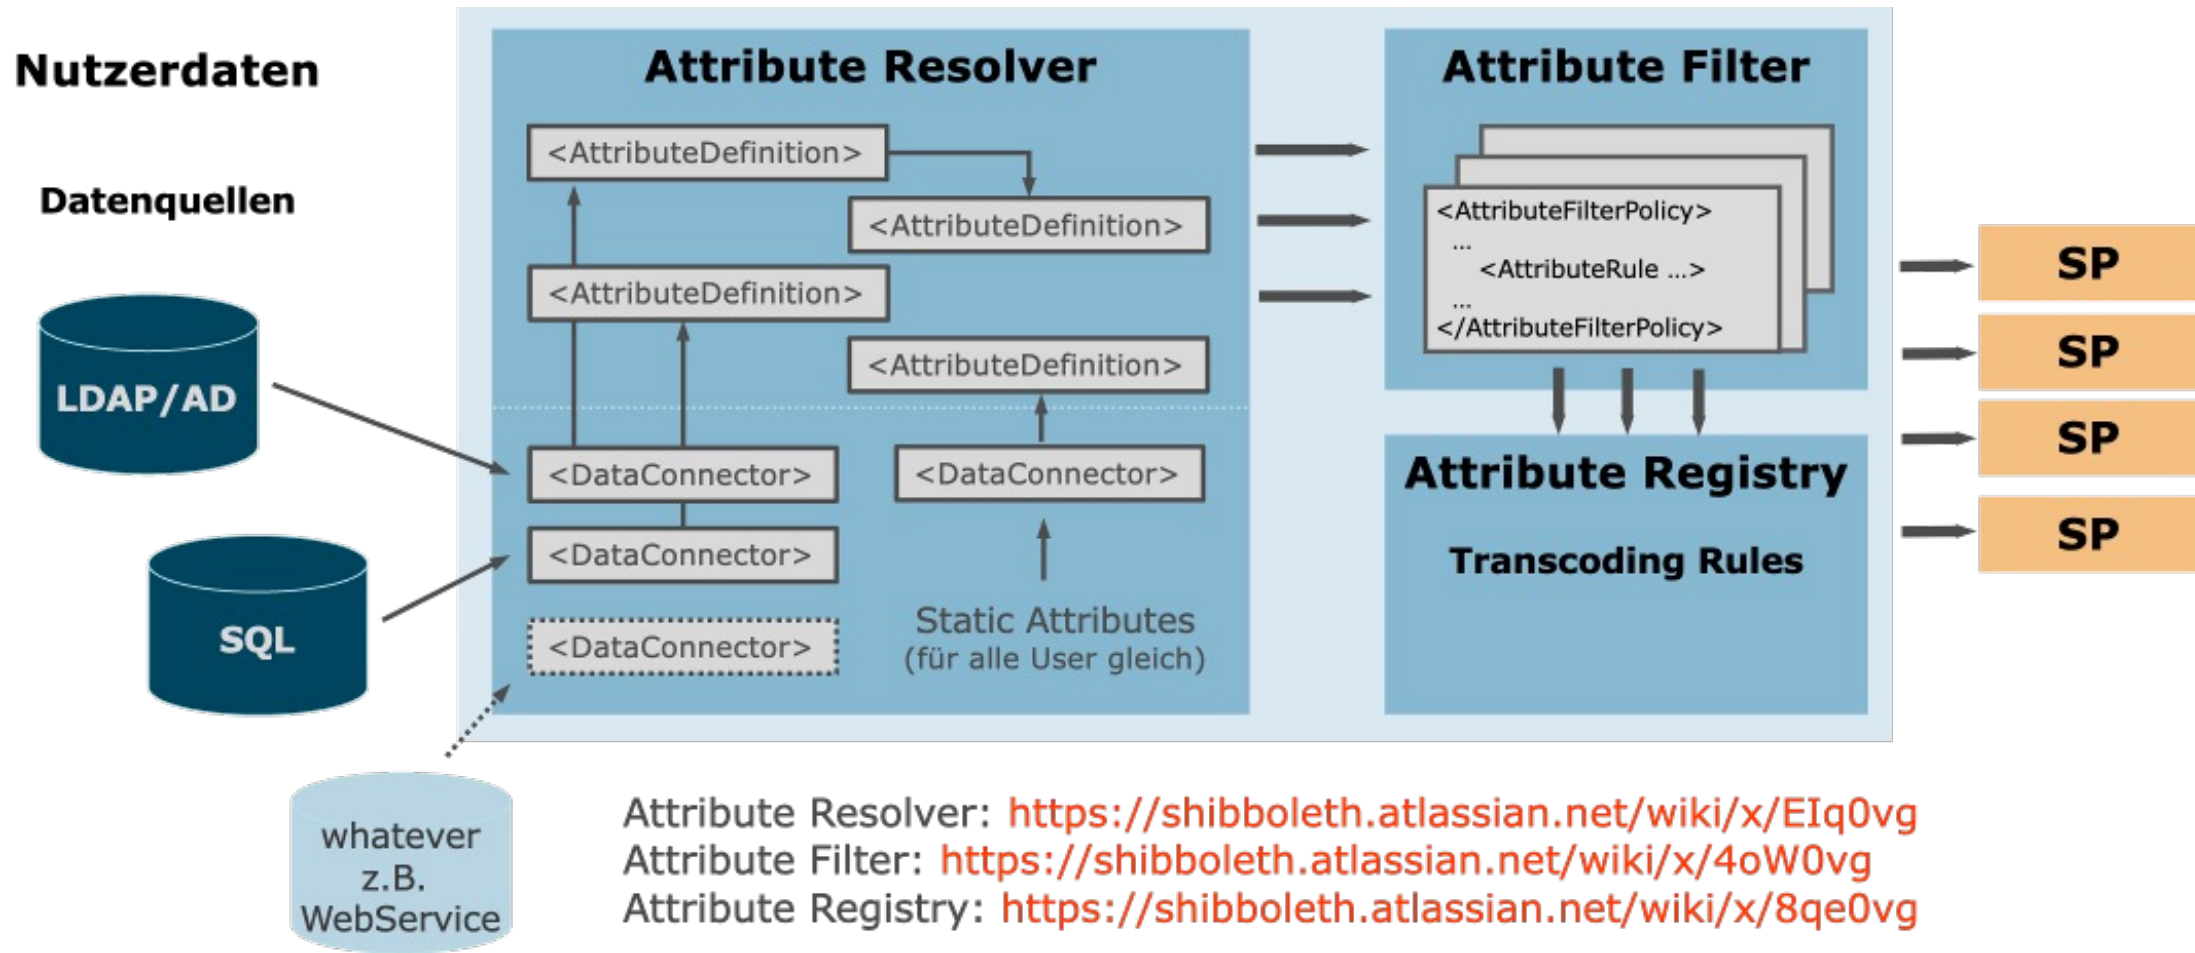 Nutzerdaten
Datenquellen
LDAP/AD
SQL
whatever
z.B.
WebService
Attribute Resolver
<AttributeDefinition>
<AttributeDefinition>
<AttributeDefinition>
<AttributeDefinition>
<DataConnector>
<DataConnector>
<DataConnector>
<DataConnector>
Static Attributes
(für alle User gleich)
Attribute Filter
<AttributeFilterPolicy>
...
<AttributeRule ...>
...
</AttributeFilterPolicy>
Attribute Registry
Transcoding Rules
SP
SP
SP
SP
Attribute Resolver: https://shibboleth.atlassian.net/wiki/x/EIq0vg
Attribute Filter: https://shibboleth.atlassian.net/wiki/x/4oW0vg
Attribute Registry: https://shibboleth.atlassian.net/wiki/x/8qe0vg